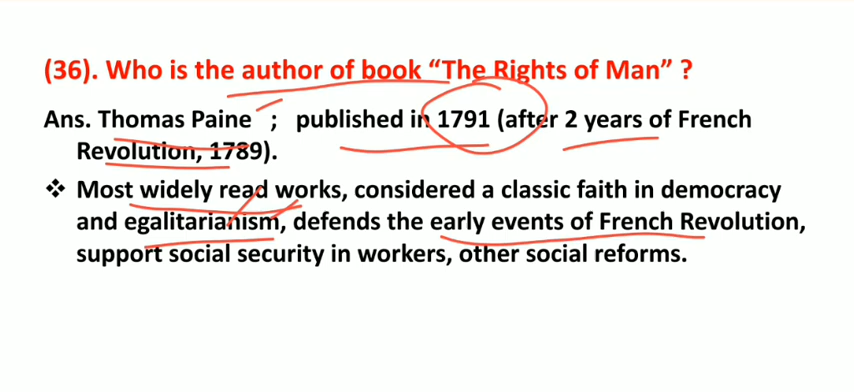 (36). Who is the author of book “The Rights of Man” ?
Ans. Thomas Paine ; published in 1791 (after 2 years of French
Revolution, 1789).
❖ Most widely read works, considered a classic faith in democracy
and egalitarianism, defends the early events of French Revolution,
support social security in workers, other social reforms.